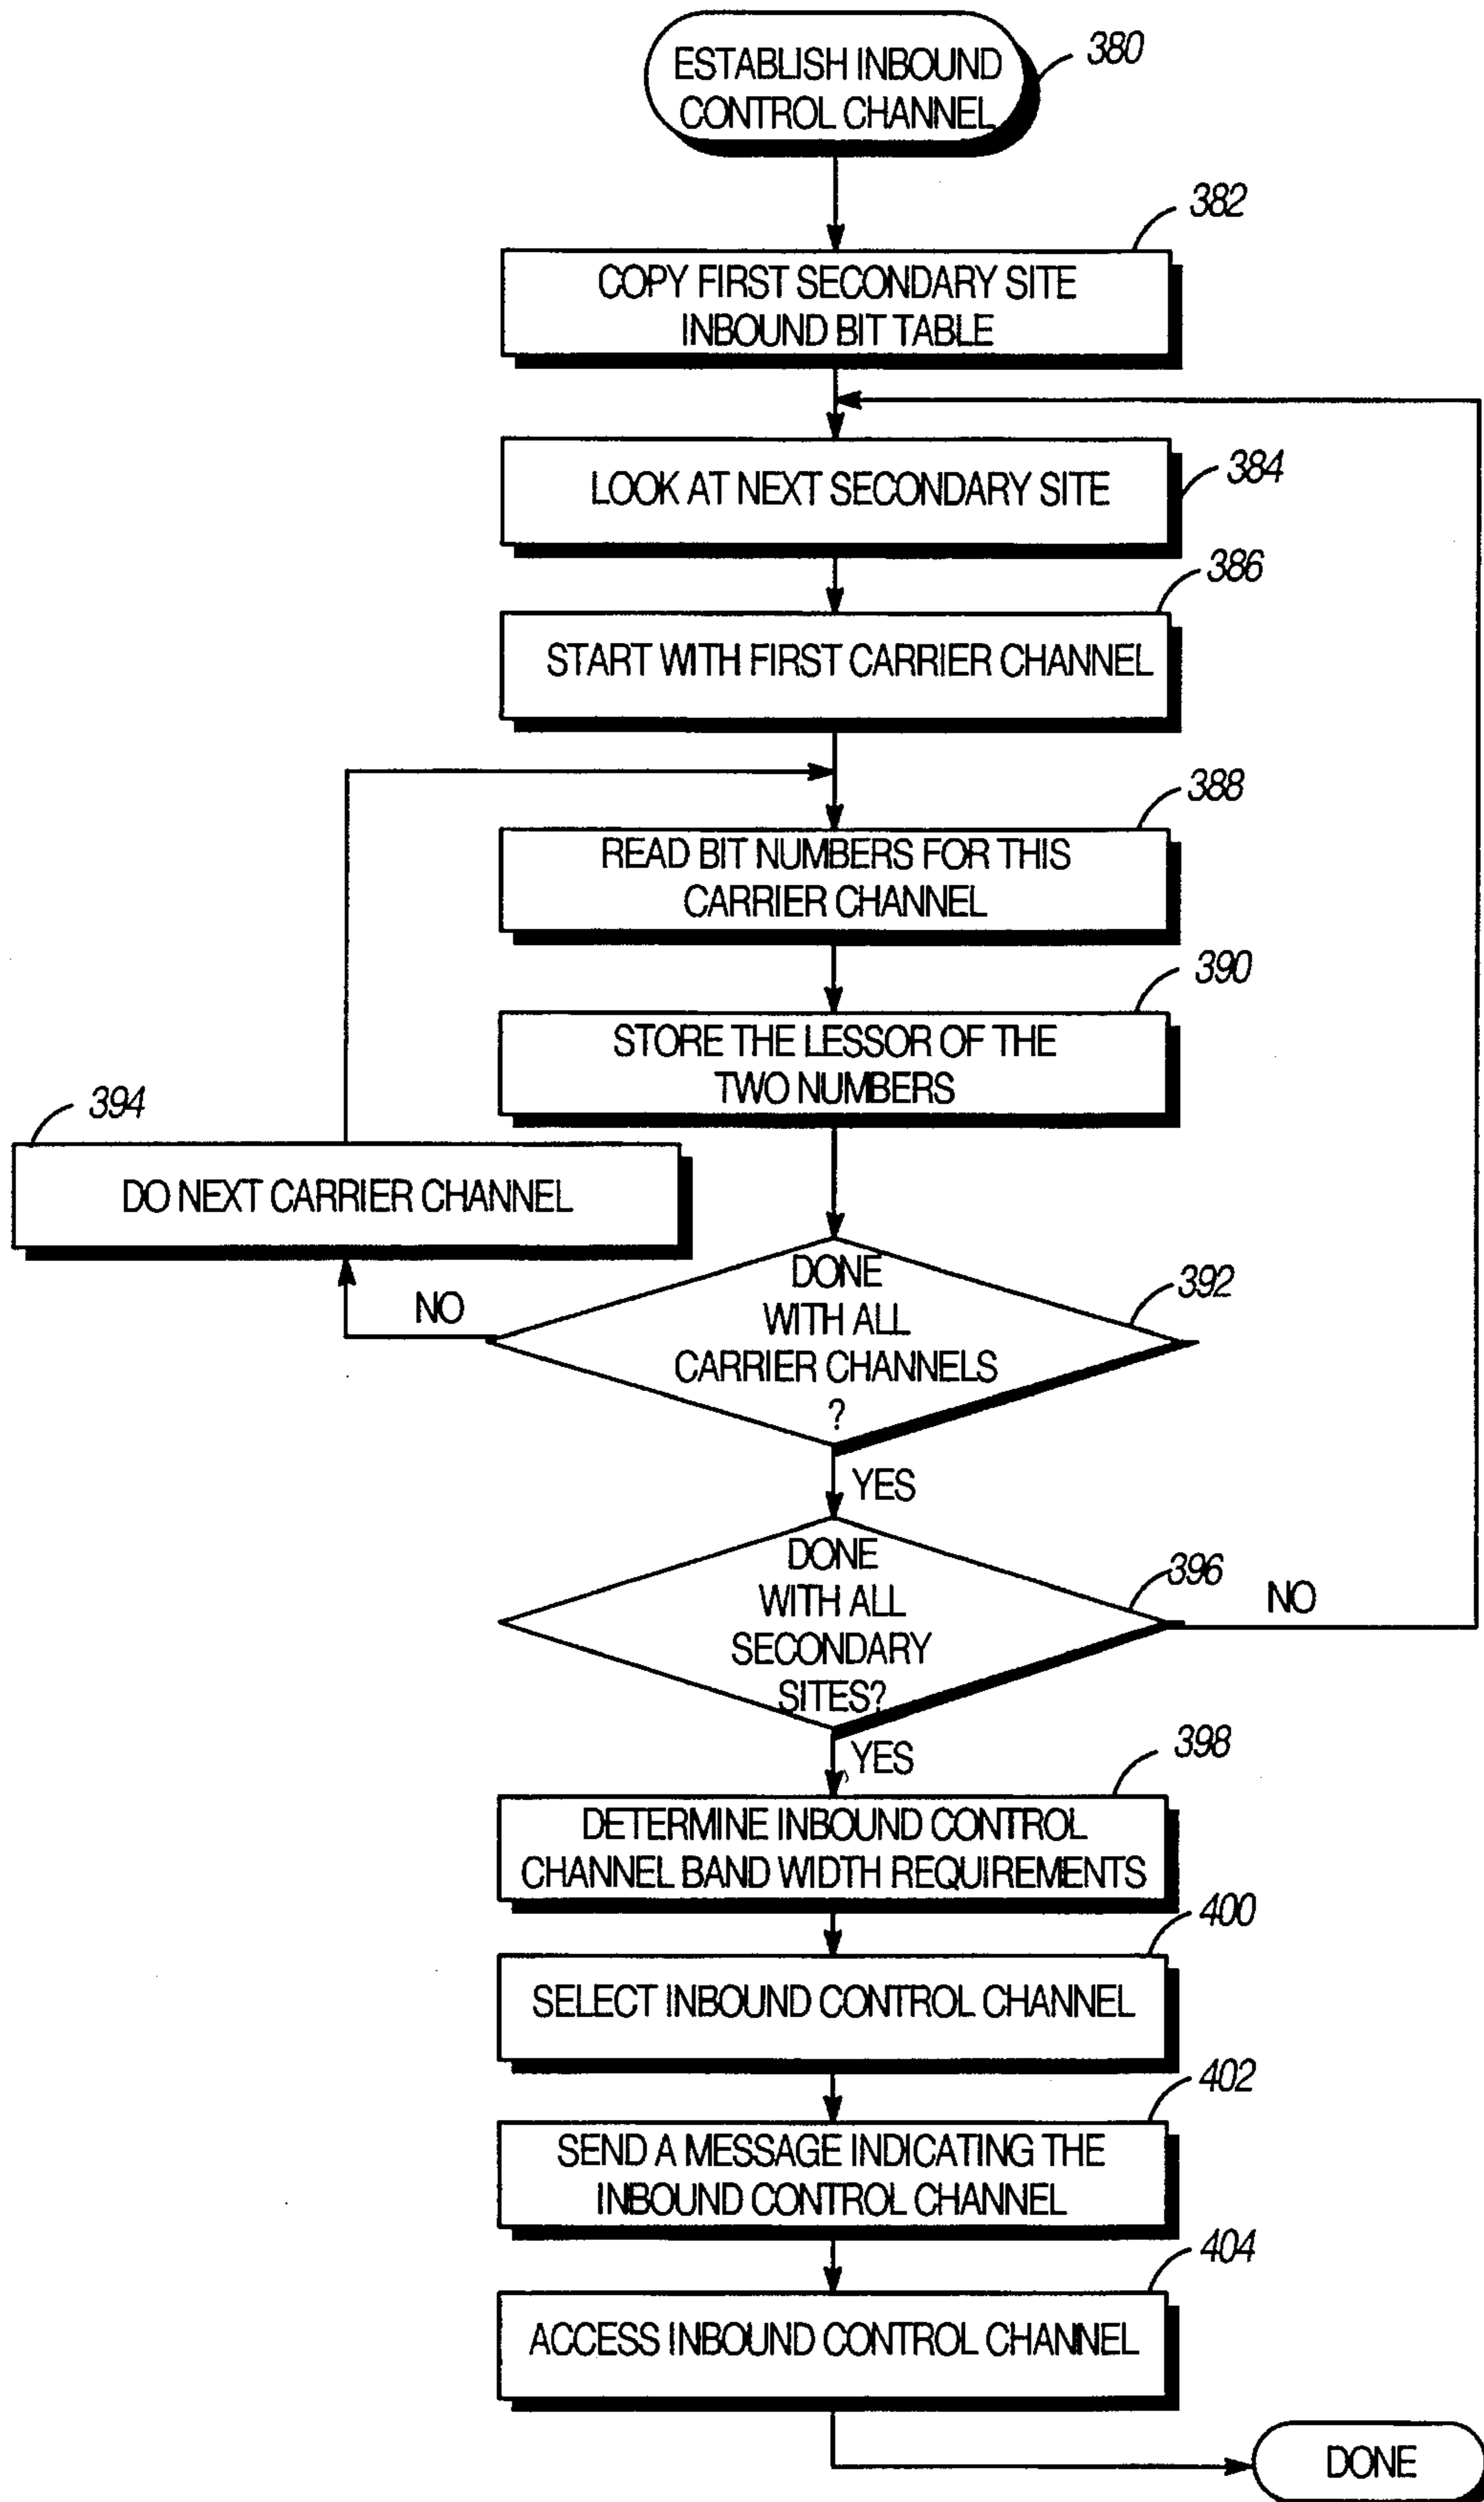 ESTABLISH INBOUND
CONTROL CHANNEL
380
382
COPY FIRST SECONDARY SITE
INBOUND BIT TABLE
LOOK AT NEXT SECONDARY SITE
384
386
START WITH FIRST CARRIER CHANNEL
388
READ BIT NUMBERS FOR THIS
CARRIER CHANNEL
390
STORE THE LESSOR OF THE
TWO NUMBERS
394
DO NEXT CARRIER CHANNEL
DONE
WITH ALL
CARRIER CHANNELS
?
392
NO
YES
DONE
WITH ALL
SECONDARY
SITES?
396
NO
YES
398
DETERMINE INBOUND CONTROL
CHANNEL BAND WIDTH REQUIREMENTS
400
SELECT INBOUND CONTROL CHANNEL
402
SEND A MESSAGE INDICATING THE
INBOUND CONTROL CHANNEL
404
ACCESS INBOUND CONTROL CHANNEL
DONE